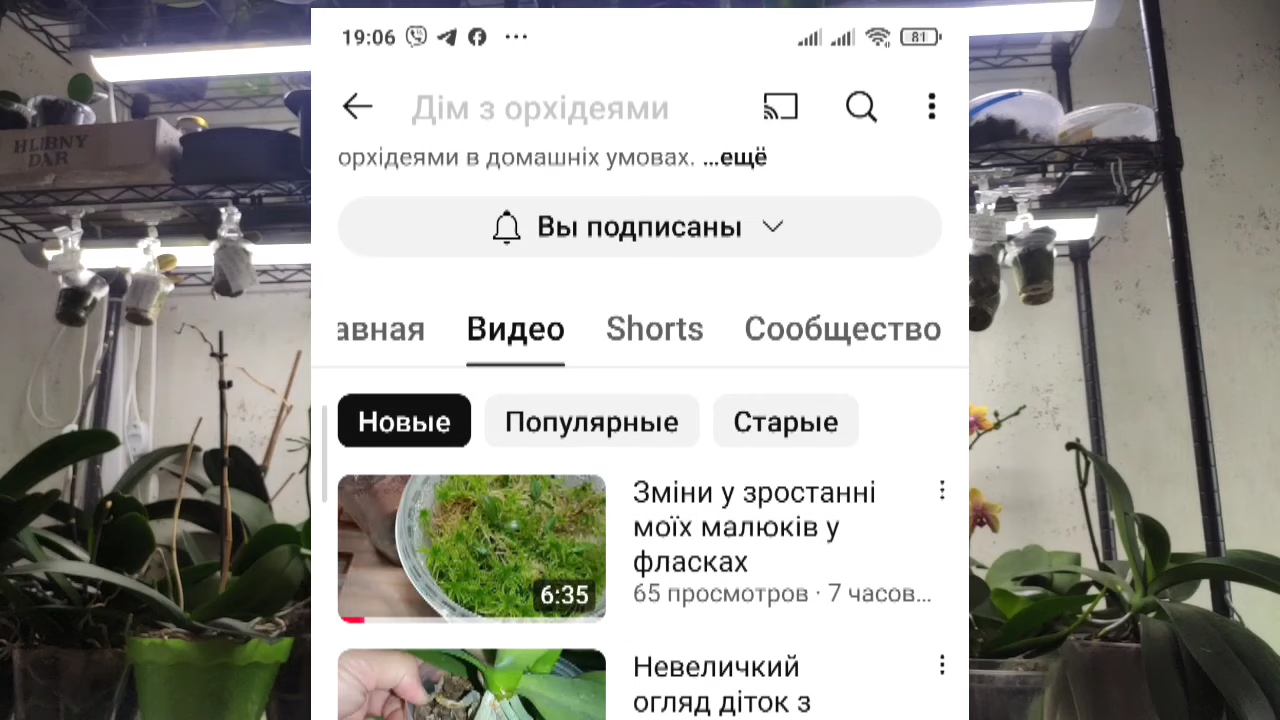 19:06
81
Дім з орхідеями
орхідеями в домашніх умовах. ...ещё
Вы подписаны
авная Видео Shorts Сообщество
Новые Популярные Старые
Зміни у зростанні
моїх малюків у
фласках
65 просмотров · 7 часов...
6:35
Невеличкий
огляд діток з
HLIBNY
DAR